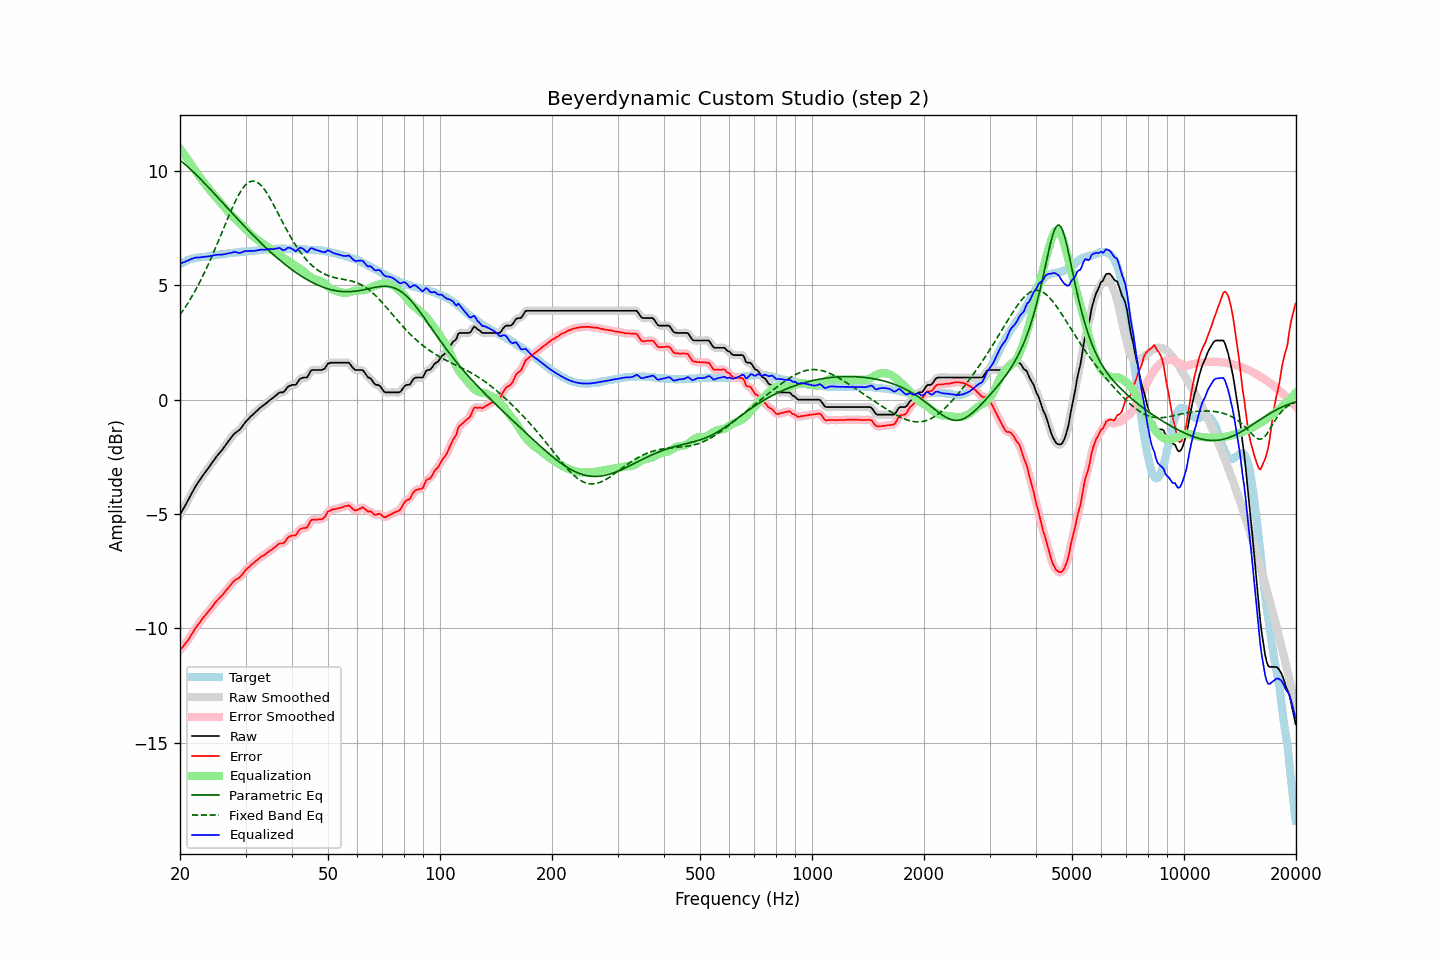 Beyerdynamic Custom Studio (step 2)
Amplitude (dBr)
10
5
0
−5
−10
−15
Target
Raw Smoothed
Error Smoothed
Raw
Error
Equalization
Parametric Eq
Fixed Band Eq
Equalized
20 50 100 200 500 1000 2000 5000 10000 20000
Frequency (Hz)